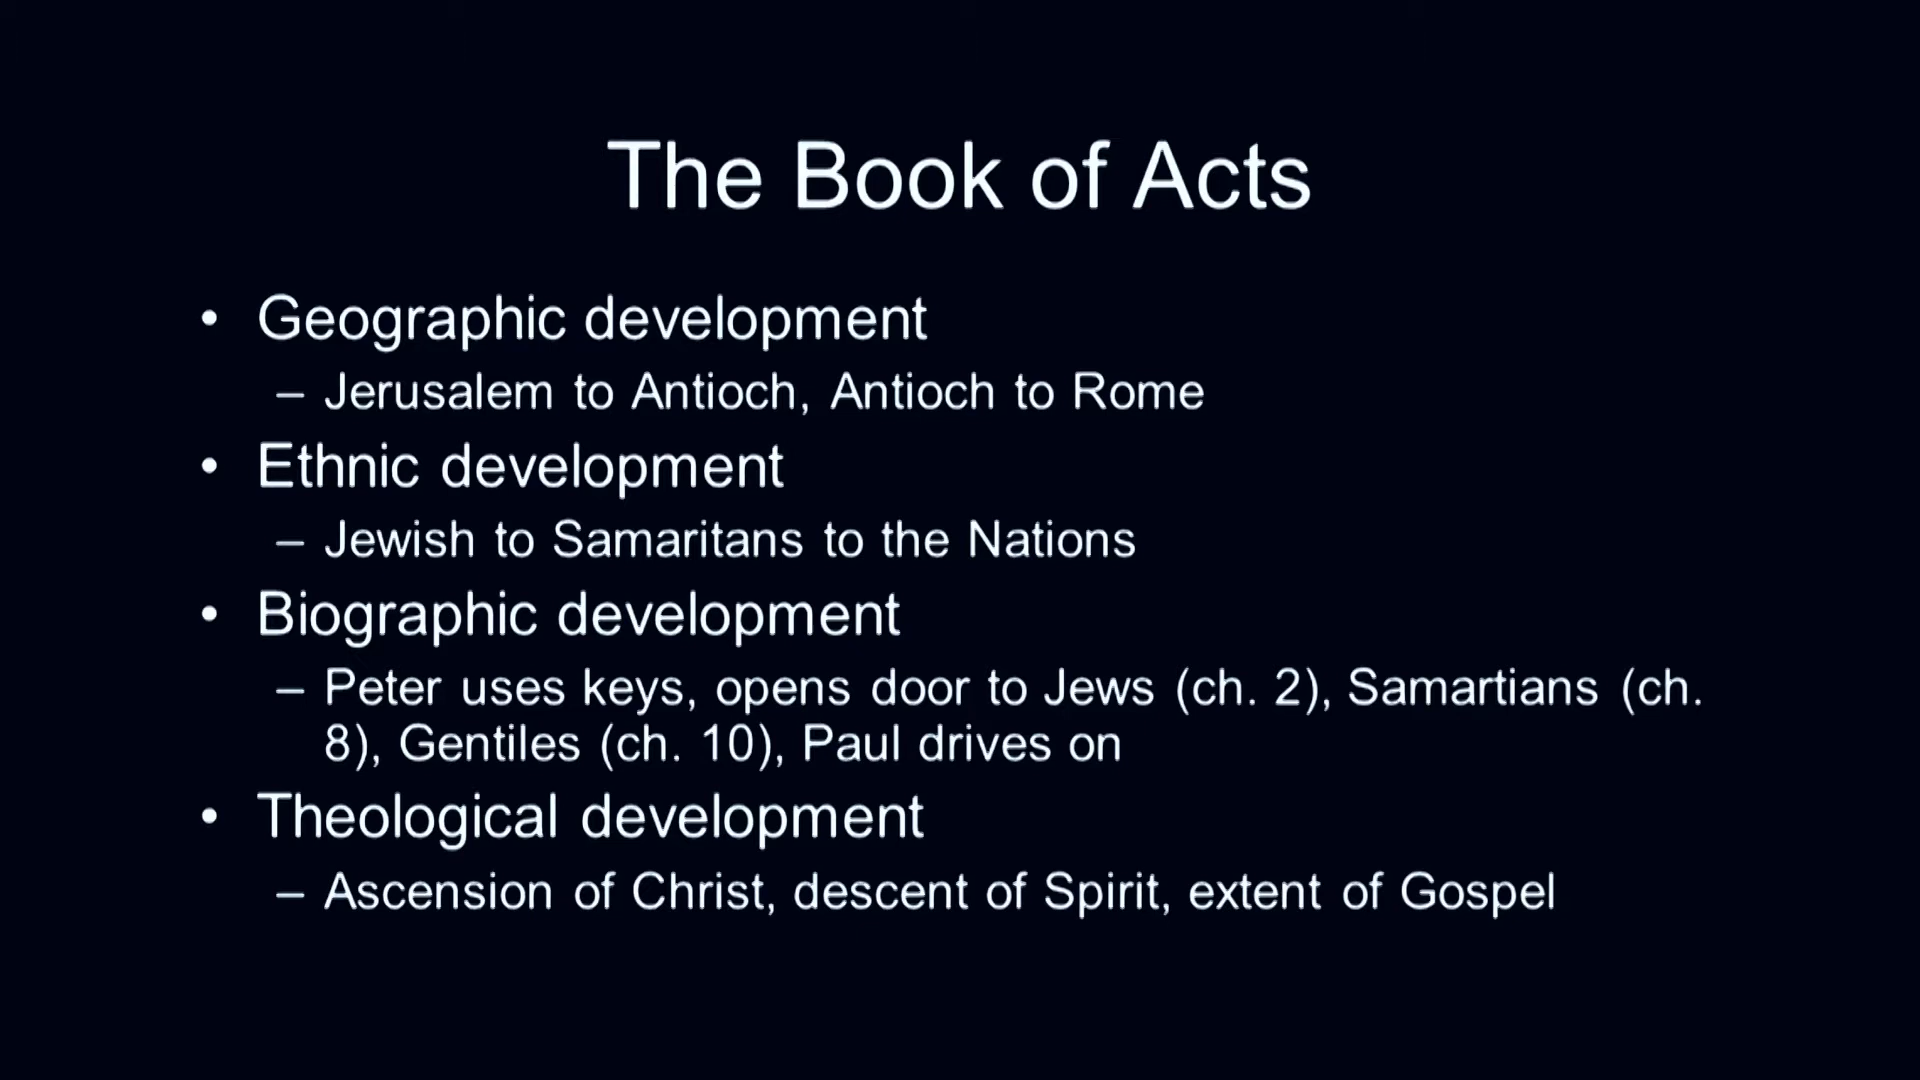 The Book of Acts
• Geographic development
– Jerusalem to Antioch, Antioch to Rome
• Ethnic development
– Jewish to Samaritans to the Nations
• Biographic development
– Peter uses keys, opens door to Jews (ch. 2), Samartians (ch.
8), Gentiles (ch. 10), Paul drives on
• Theological development
– Ascension of Christ, descent of Spirit, extent of Gospel